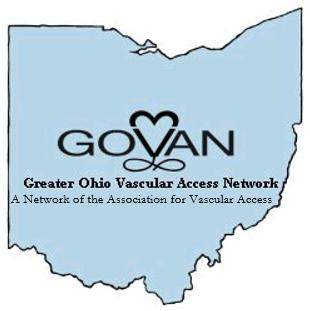 GOVAN
Greater Ohio Vascular Access Network
A Network of the Association for Vascular Access